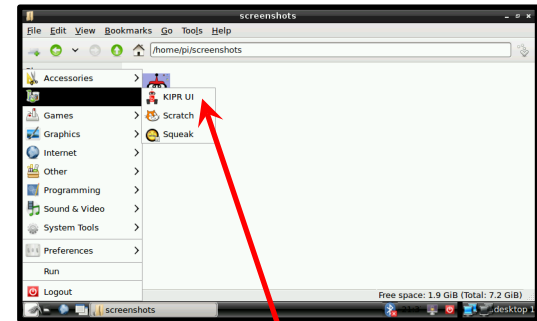 screenshots
File Edit View Bookmarks Go Tools Help
/home/pi/screenshots
Accessories
KIPR UI
Games
Scratch
Graphics
Squeak
Internet
Other
Programming
Sound & Video
System Tools
Preferences
Run
Logout
Free space: 1.9 GiB (Total: 7.2 GiB)
screenshots
desktop 1